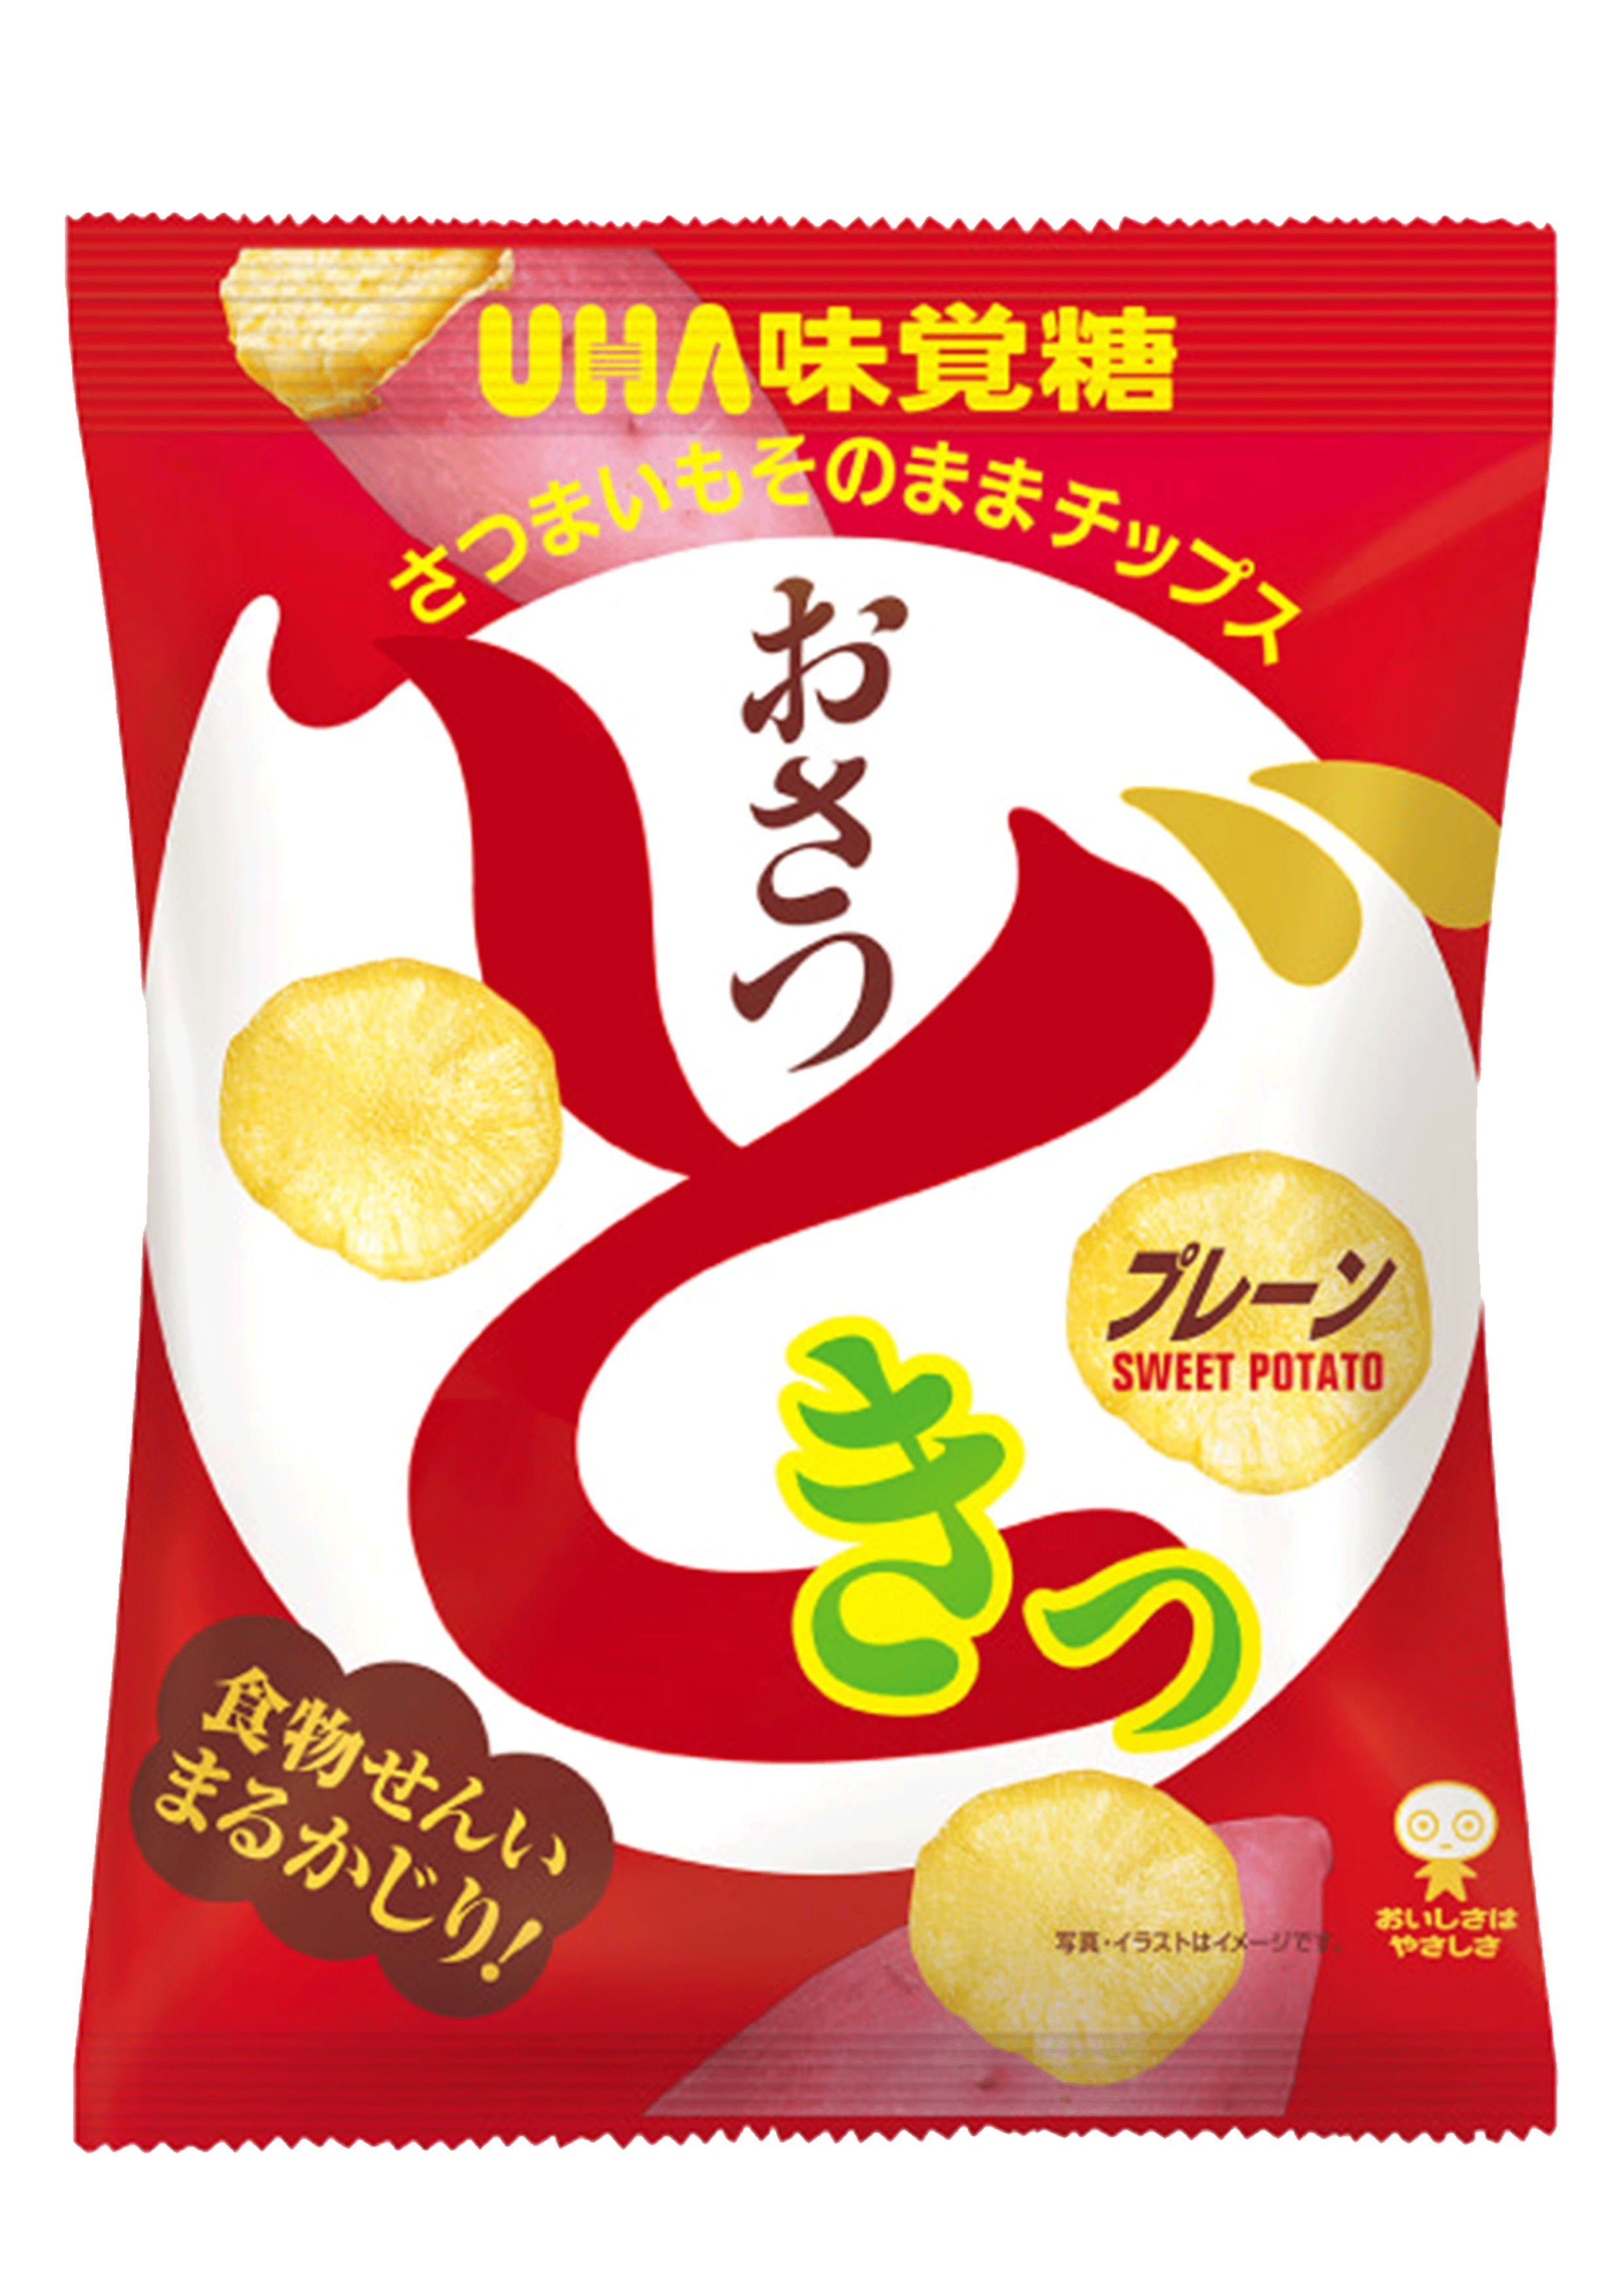 UHA味覚糖
さつまいもそのままチップス
おさつ
どきっ
プレーン
SWEET POTATO
食物せんい
まるかじり!
写真・イラストはイメージです。
おいしさは
やさしさ